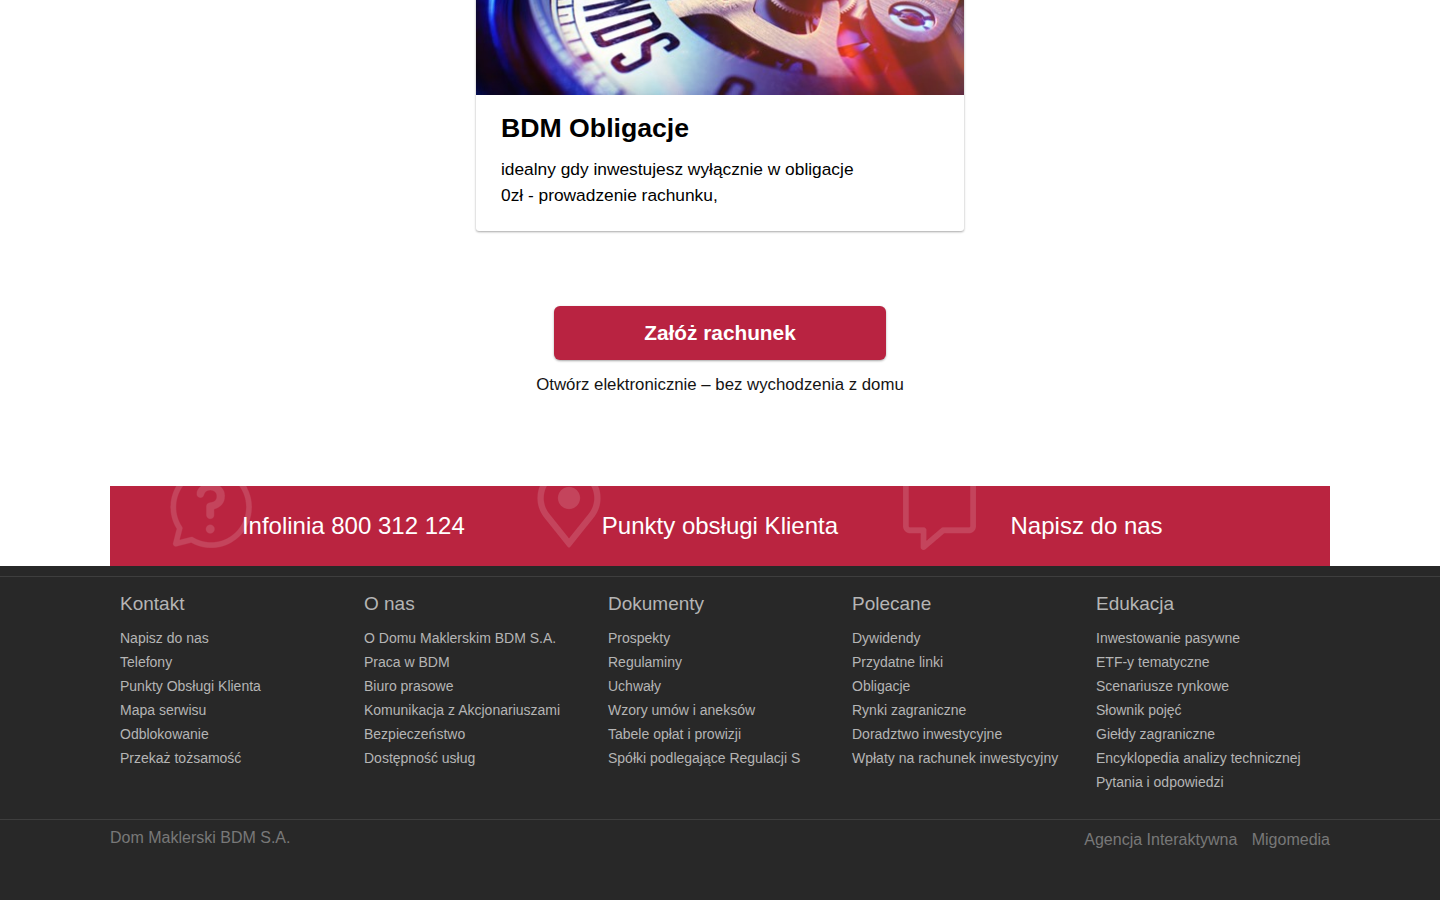 BDM Obligacje
idealny gdy inwestujesz wyłącznie w obligacje
0zł - prowadzenie rachunku,
Załóż rachunek
Otwórz elektronicznie – bez wychodzenia z domu
Infolinia 800 312 124
Punkty obsługi Klienta
Napisz do nas
Kontakt
Napisz do nas
Telefony
Punkty Obsługi Klienta
Mapa serwisu
Odblokowanie
Przekaż tożsamość
O nas
O Domu Maklerskim BDM S.A.
Praca w BDM
Biuro prasowe
Komunikacja z Akcjonariuszami
Bezpieczeństwo
Dostępność usług
Dokumenty
Prospekty
Regulaminy
Uchwały
Wzory umów i aneksów
Tabele opłat i prowizji
Spółki podlegające Regulacji S
Polecane
Dywidendy
Przydatne linki
Obligacje
Rynki zagraniczne
Doradztwo inwestycyjne
Wpłaty na rachunek inwestycyjny
Edukacja
Inwestowanie pasywne
ETF-y tematyczne
Scenariusze rynkowe
Słownik pojęć
Giełdy zagraniczne
Encyklopedia analizy technicznej
Pytania i odpowiedzi
Dom Maklerski BDM S.A.
Agencja Interaktywna Migomedia